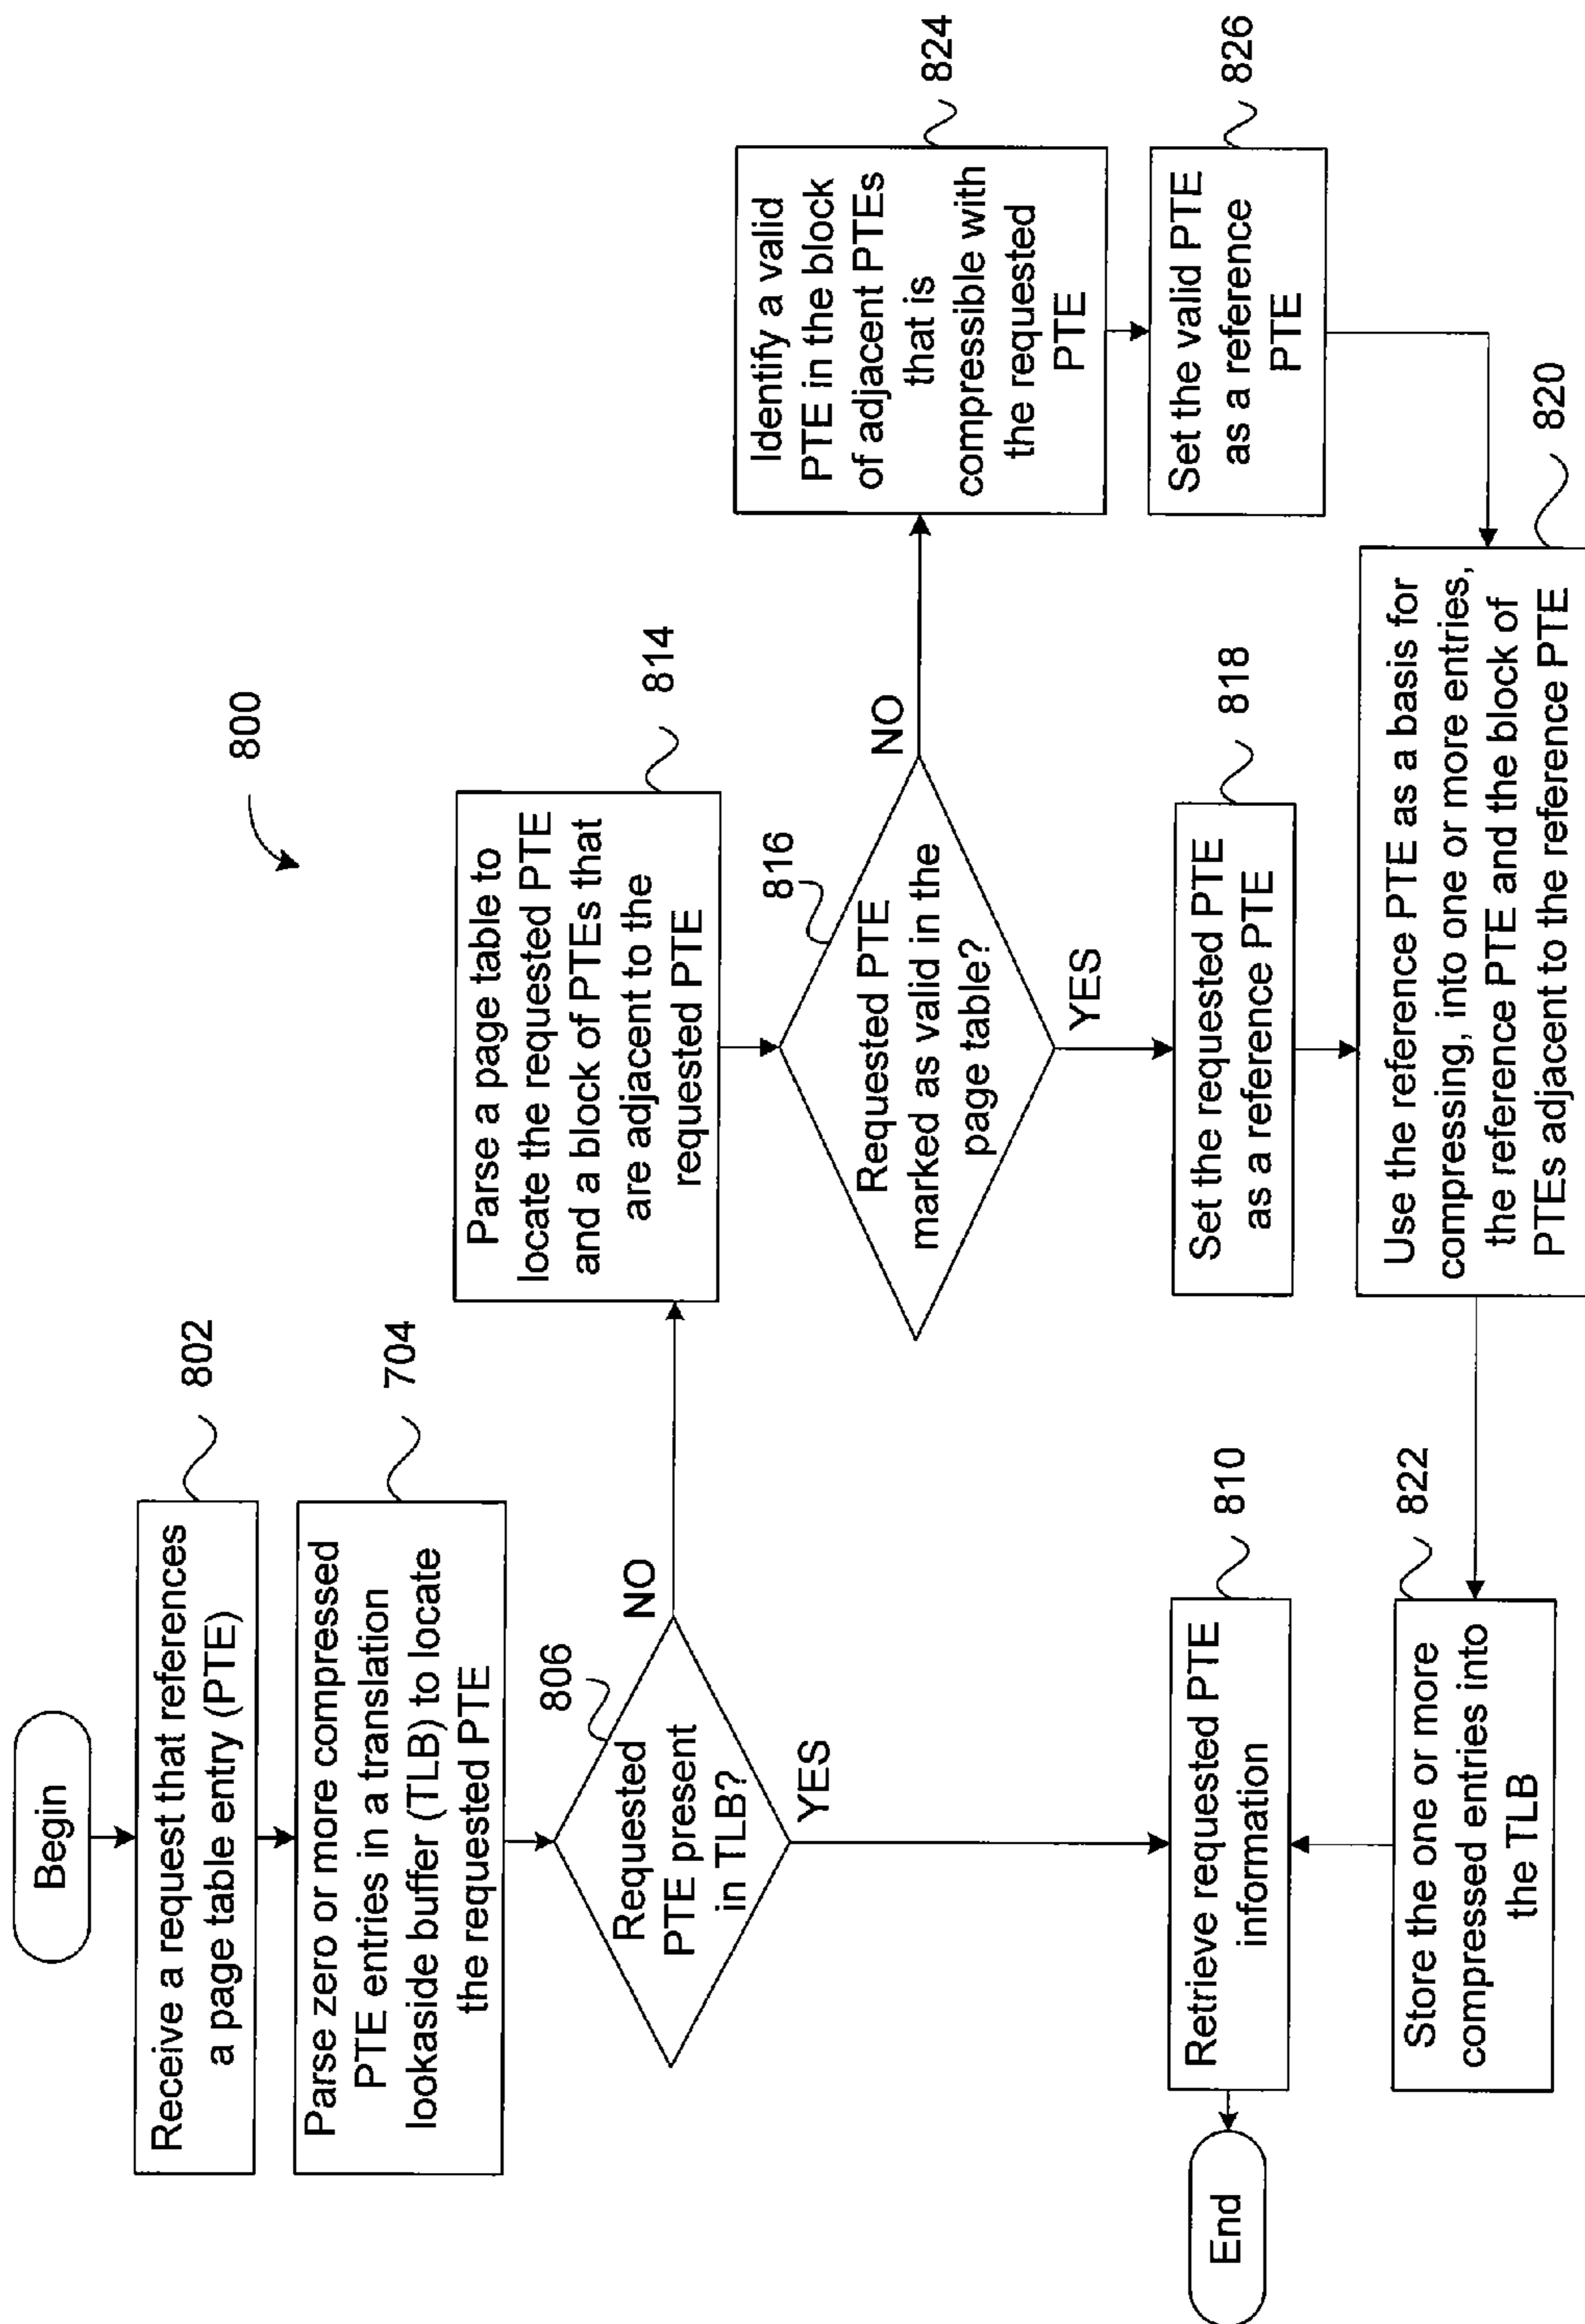 800
Begin
Receive a request that references
a page table entry (PTE)
802
Parse zero or more compressed
PTE entries in a translation
lookaside buffer (TLB) to locate
the requested PTE
704
Requested
PTE present
in TLB?
806
NO
YES
Parse a page table to
locate the requested PTE
and a block of PTEs that
are adjacent to the
requested PTE
814
Requested PTE
marked as valid in the
page table?
816
NO
YES
Identify a valid
PTE in the block
of adjacent PTEs
that is
compressible with
the requested
PTE
824
Set the valid PTE
as a reference
PTE
826
Set the requested PTE
as a reference PTE
818
Use the reference PTE as a basis for
compressing, into one or more entries,
the reference PTE and the block of
PTEs adjacent to the reference PTE
820
Store the one or more
compressed entries into
the TLB
822
Retrieve requested PTE
information
810
End